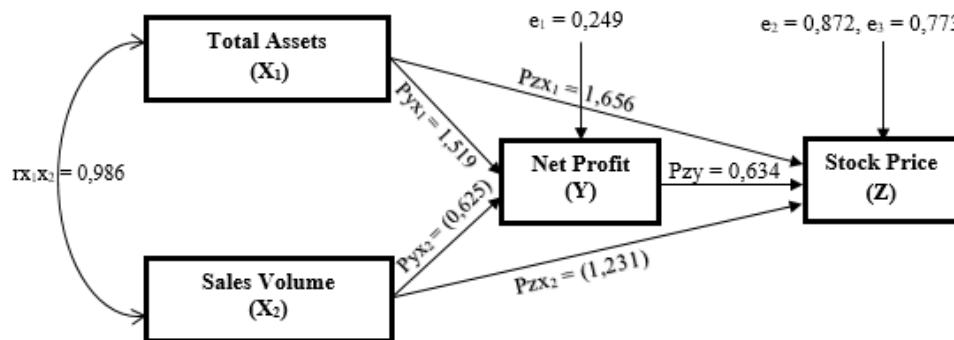 e₁ = 0,249
e₂ = 0,872, e₃ = 0,773
Total Assets
(X₁)
Pzx₁ = 1,656
Pyx₁ = 1,519
rx₁x₂ = 0,986
Net Profit
(Y)
Pzy = 0,634
Stock Price
(Z)
Pyx₂ = (0,625)
Pzx₂ = (1,231)
Sales Volume
(X₂)